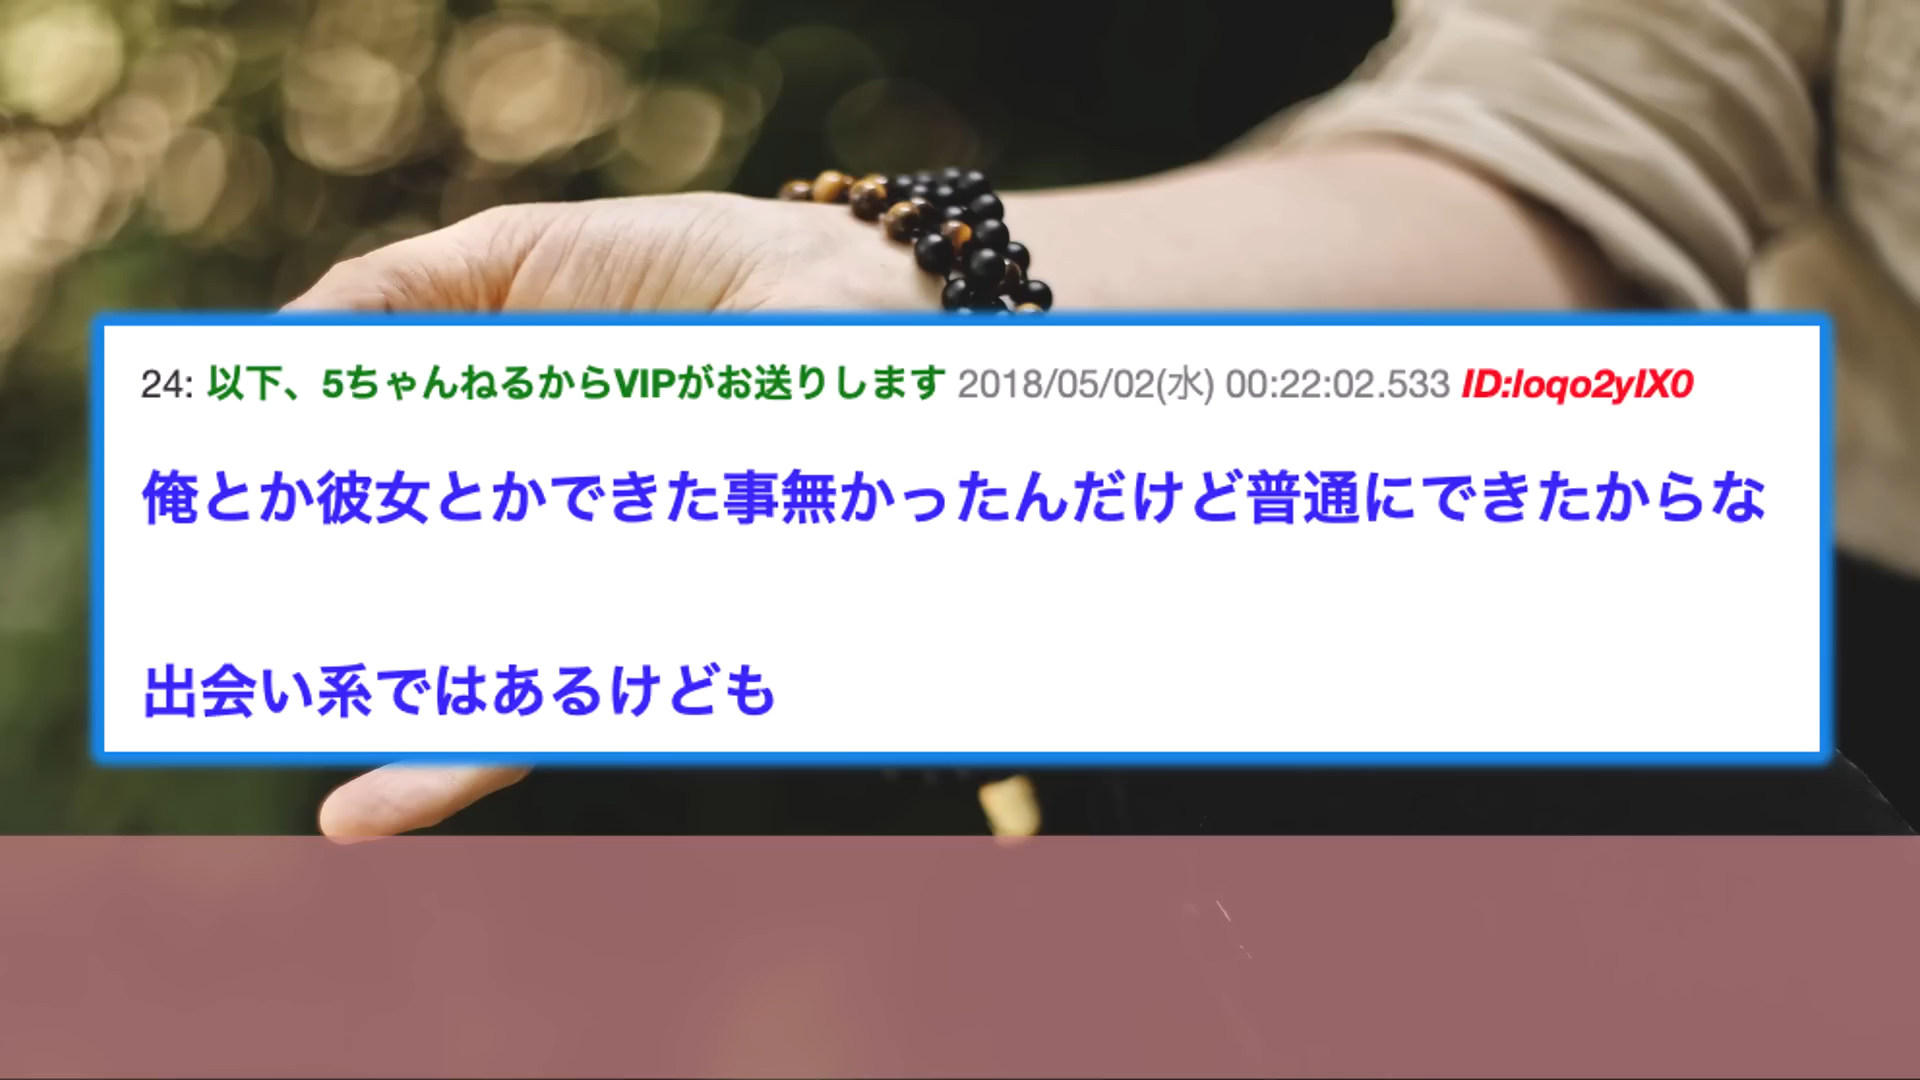 24: 以下、5ちゃんねるからVIPがお送りします 2018/05/02(水) 00:22:02.533 ID:loqo2yIX0
俺とか彼女とかできた事無かったんだけど普通にできたからな
出会い系ではあるけども